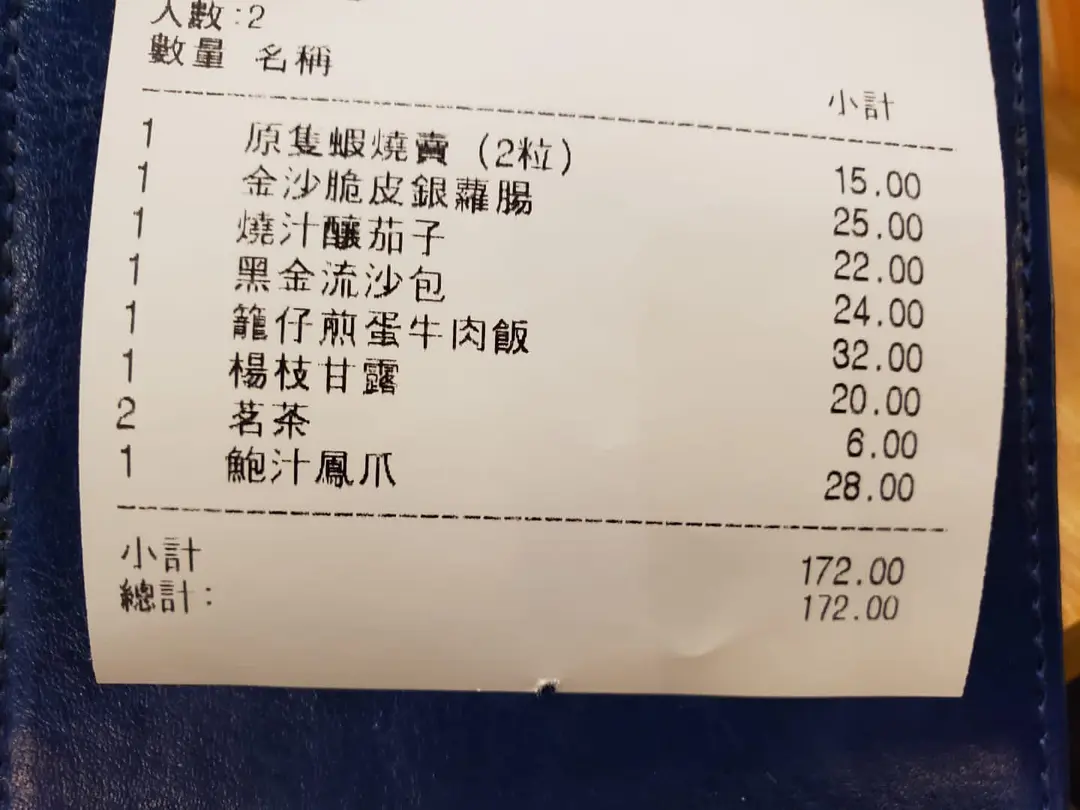 人數:2
數量 名稱 小計
1 原隻蝦燒賣 (2粒) 15.00
1 金沙脆皮銀蘿腸 25.00
1 燒汁釀茄子 22.00
1 黑金流沙包 24.00
1 籠仔煎蛋牛肉飯 32.00
1 楊枝甘露 20.00
2 茗茶 6.00
1 鮑汁鳳爪 28.00
小計 172.00
總計: 172.00